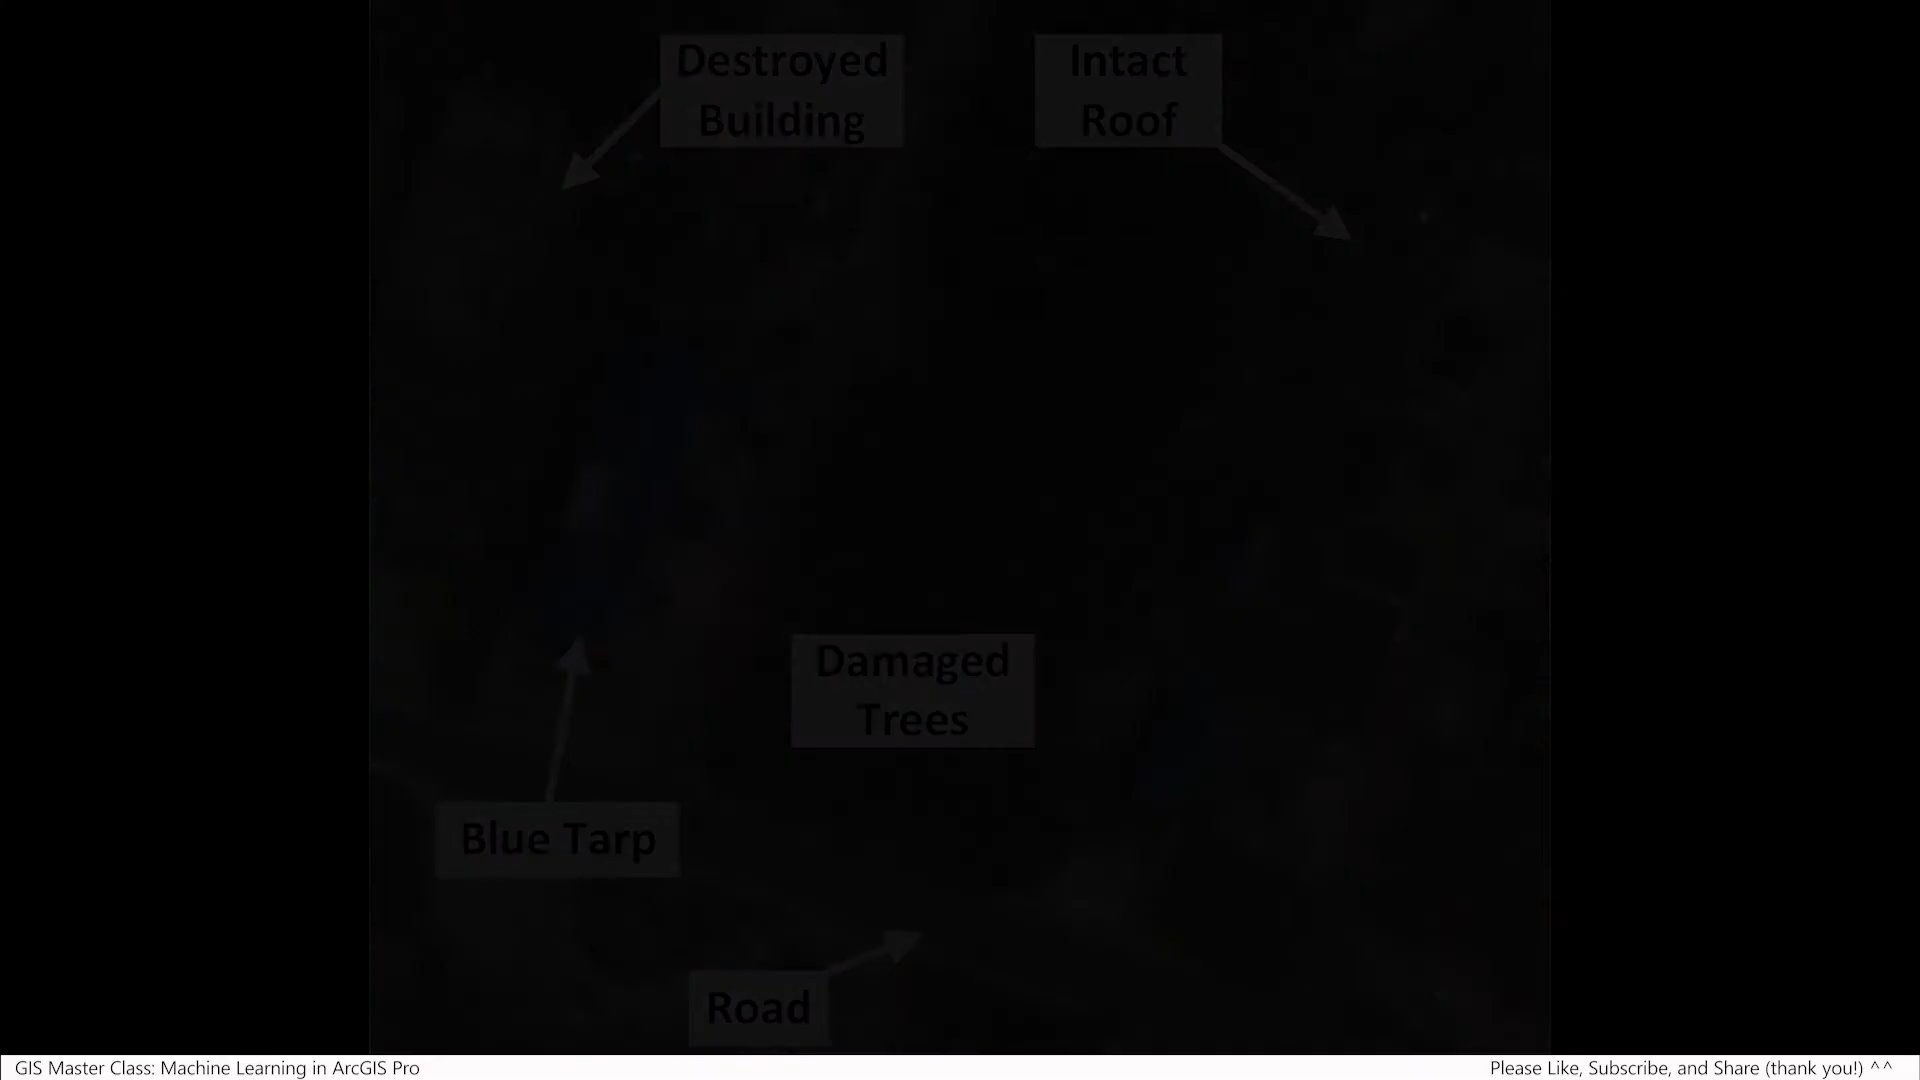 Destroyed
Building
Intact
Roof
Damaged
Trees
Blue Tarp
Road
GIS Master Class: Machine Learning in ArcGIS Pro
Please Like, Subscribe, and Share (thank you!) ^^